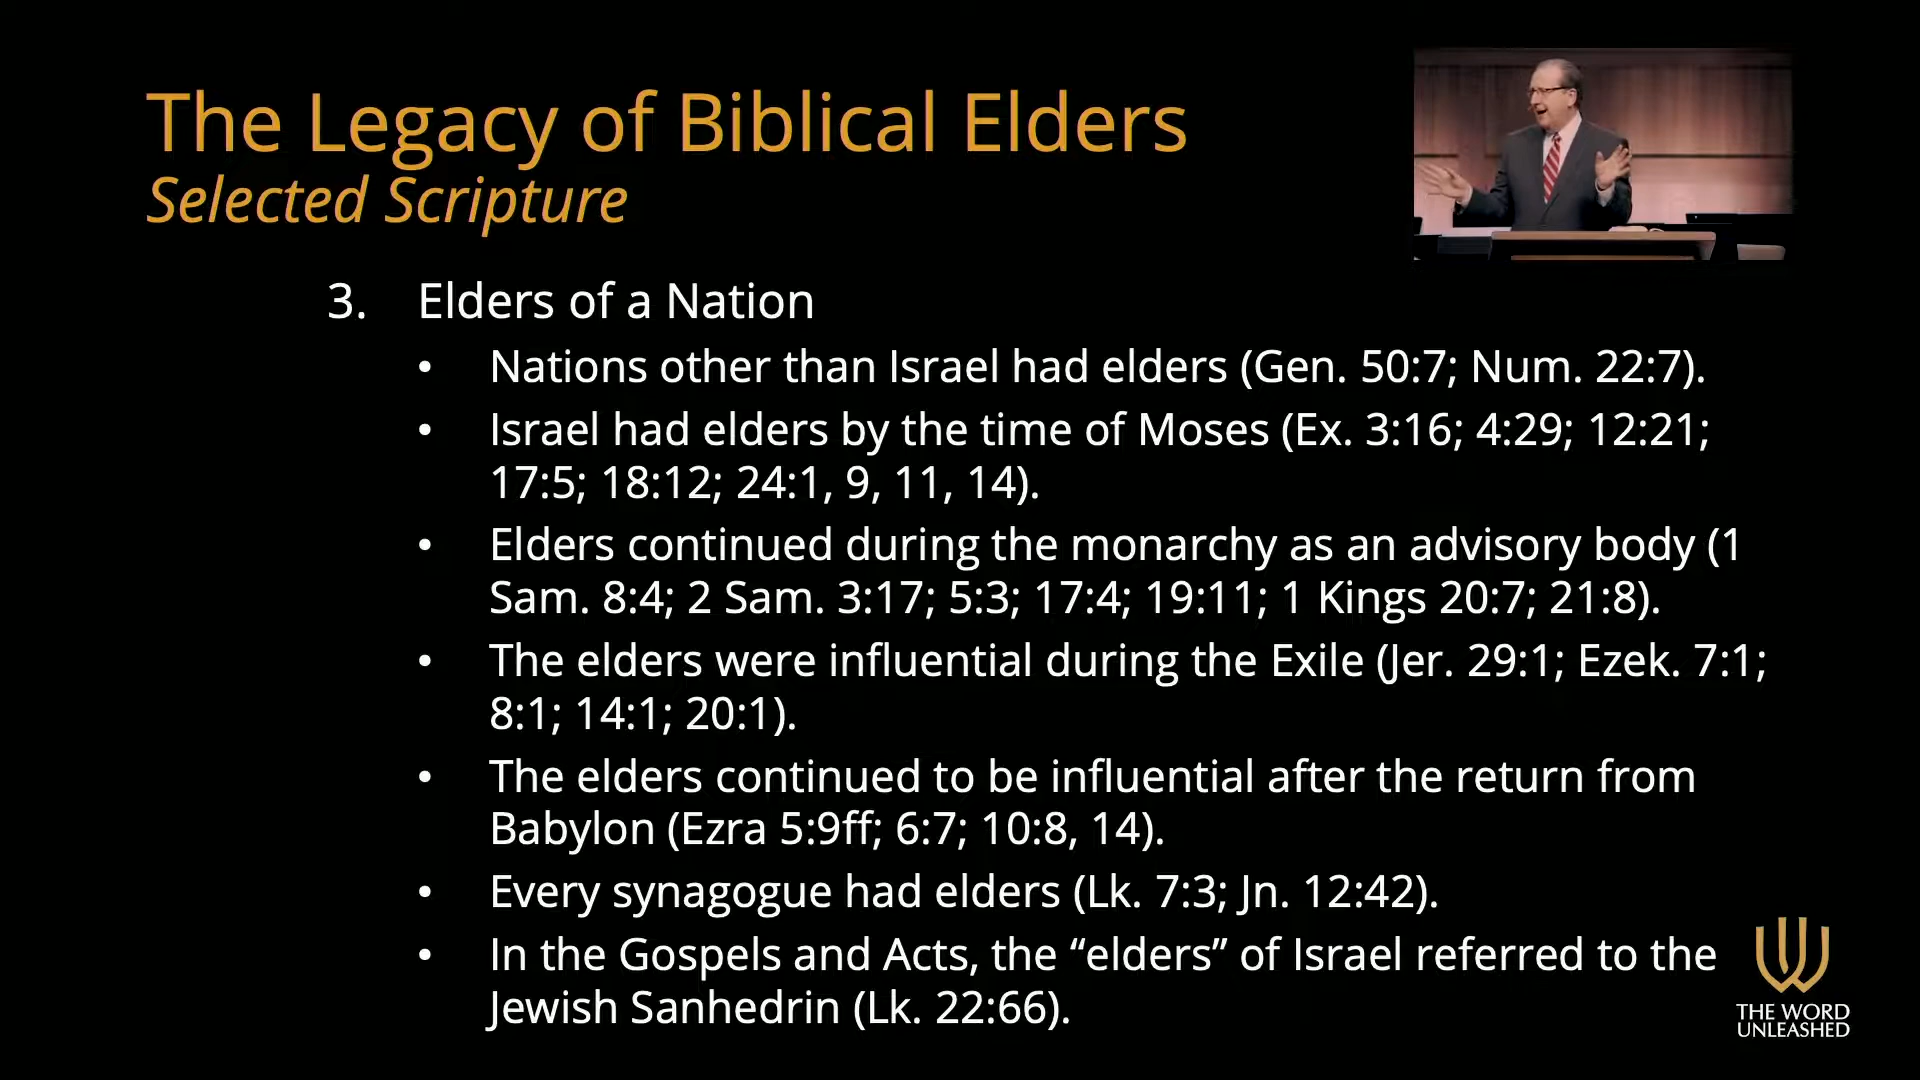 The Legacy of Biblical Elders
Selected Scripture
3. Elders of a Nation
• Nations other than Israel had elders (Gen. 50:7; Num. 22:7).
• Israel had elders by the time of Moses (Ex. 3:16; 4:29; 12:21;
17:5; 18:12; 24:1, 9, 11, 14).
• Elders continued during the monarchy as an advisory body (1
Sam. 8:4; 2 Sam. 3:17; 5:3; 17:4; 19:11; 1 Kings 20:7; 21:8).
• The elders were influential during the Exile (Jer. 29:1; Ezek. 7:1;
8:1; 14:1; 20:1).
• The elders continued to be influential after the return from
Babylon (Ezra 5:9ff; 6:7; 10:8, 14).
• Every synagogue had elders (Lk. 7:3; Jn. 12:42).
• In the Gospels and Acts, the “elders” of Israel referred to the
Jewish Sanhedrin (Lk. 22:66).
THE WORD
UNLEASHED